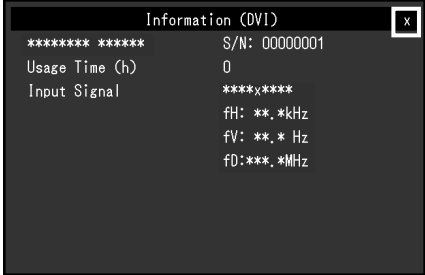 Information (DVI) x
******** ****** S/N: 00000001
Usage Time (h) 0
Input Signal ****x****
fH: **.*kHz
fV: **.* Hz
fD:***.*MHz